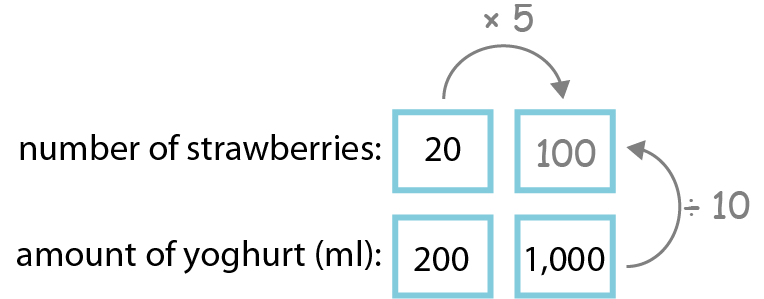 × 5
number of strawberries: 20 100
÷ 10
amount of yoghurt (ml): 200 1,000